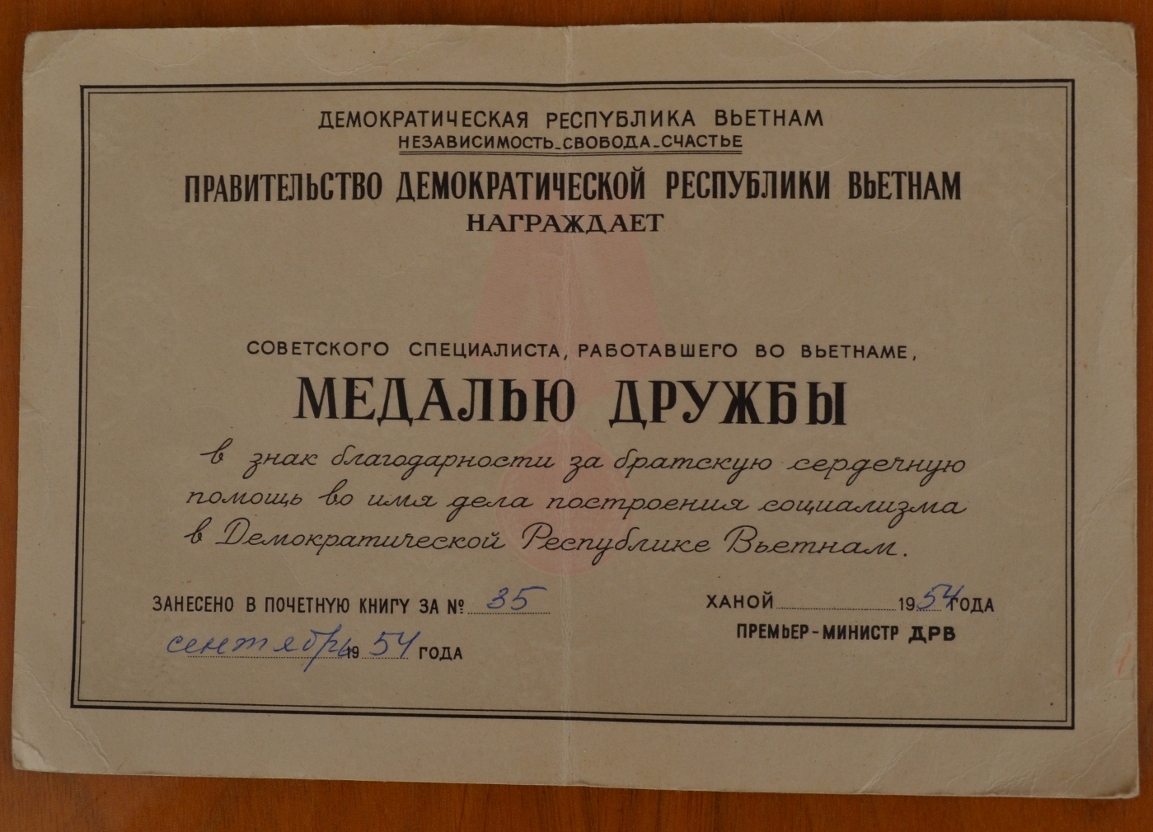 ДЕМОКРАТИЧЕСКАЯ РЕСПУБЛИКА ВЬЕТНАМ
НЕЗАВИСИМОСТЬ-СВОБОДА-СЧАСТЬЕ
ПРАВИТЕЛЬСТВО ДЕМОКРАТИЧЕСКОЙ РЕСПУБЛИКИ ВЬЕТНАМ
НАГРАЖДАЕТ
СОВЕТСКОГО СПЕЦИАЛИСТА, РАБОТАВШЕГО ВО ВЬЕТНАМЕ,
МЕДАЛЬЮ ДРУЖБЫ
в знак благодарности за братскую сердечную
помощь во имя дела построения социализма
в Демократической Республике Вьетнам.
ЗАНЕСЕНО В ПОЧЕТНУЮ КНИГУ ЗА № 35
сентябрь 1954 ГОДА
ХАНОЙ 1954 ГОДА
ПРЕМЬЕР-МИНИСТР ДРВ